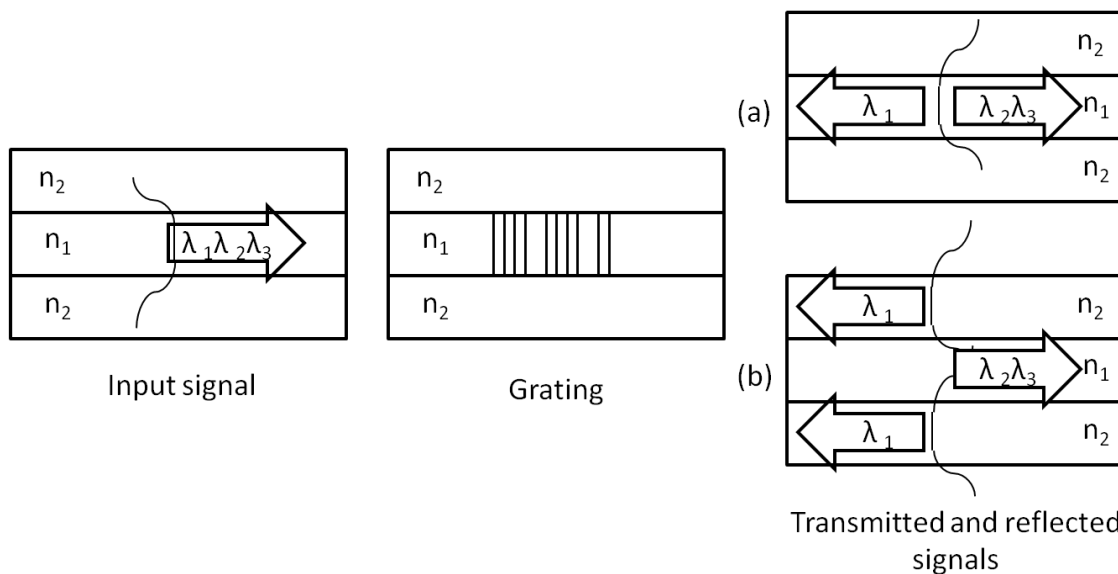 n₂
n₁
λ₁λ₂λ₃
n₂
Input signal
n₂
n₁
n₂
Grating
(a)
n₂
λ₁
λ₂λ₃
n₁
n₂
(b)
λ₁
n₂
λ₂λ₃
n₁
λ₁
n₂
Transmitted and reflected
signals